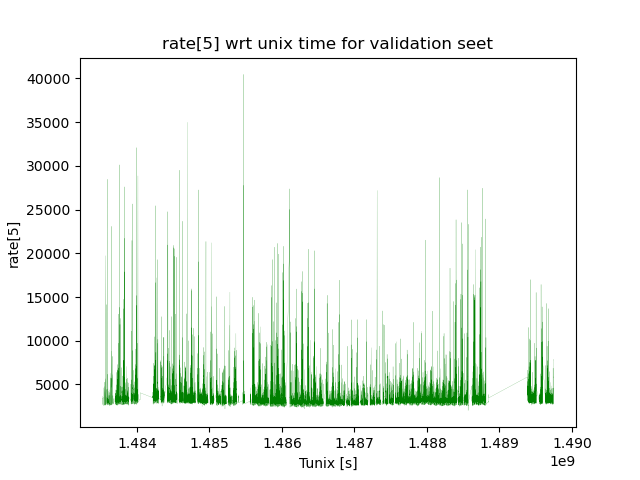 rate[5] wrt unix time for validation seet
40000
35000
30000
25000
20000
15000
10000
5000
rate[5]
1.484 1.485 1.486 1.487 1.488 1.489 1.490
1e9
Tunix [s]